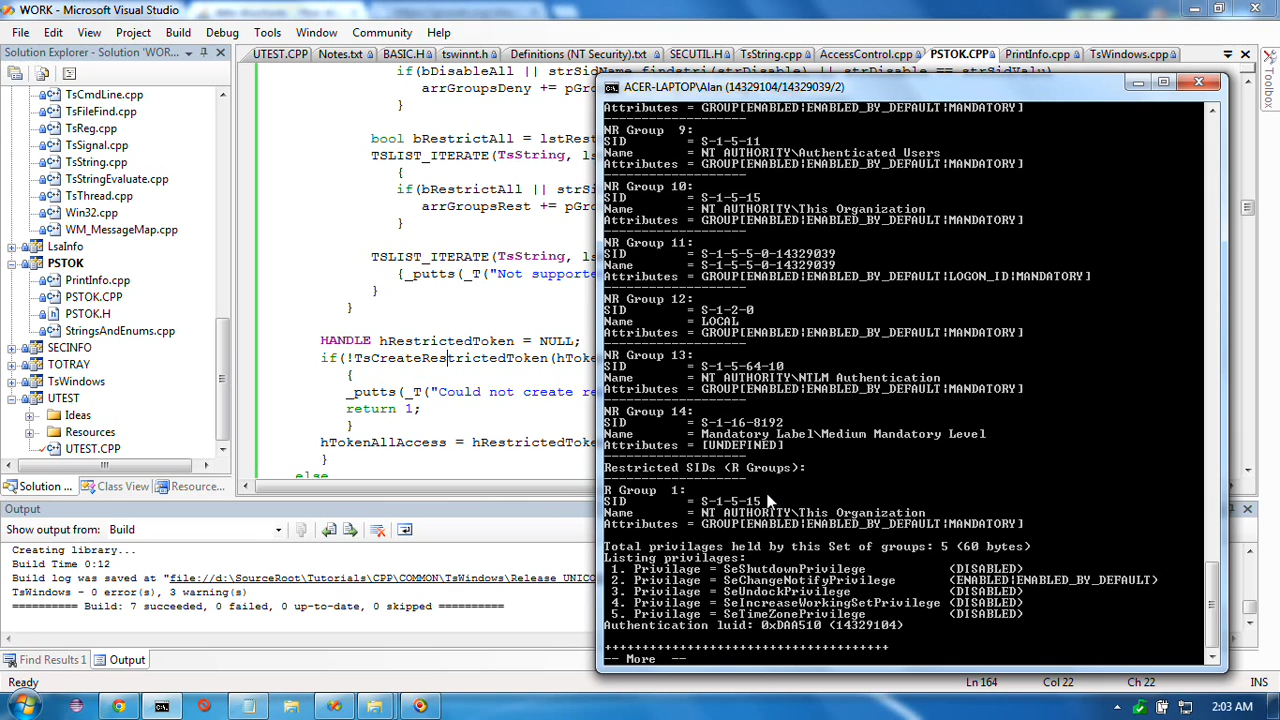 WORK - Microsoft Visual Studio
File Edit View Project Build Debug Tools Window Community Help
Solution Explorer - Solution 'WOR...
UTEST.CPP Notes.txt BASIC.H tswinnt.h Definitions (NT Security).txt SECUTIL.H TsString.cpp AccessControl.cpp PSTOK.CPP PrintInfo.cpp TsWindows.cpp
Toolbox
TsCmdLine.cpp
TsFileFind.cpp
TsReg.cpp
TsSignal.cpp
TsString.cpp
TsStringEvaluate.cpp
TsThread.cpp
Win32.cpp
WM_MessageMap.cpp
LsaInfo
PSTOK
PrintInfo.cpp
PSTOK.CPP
PSTOK.H
StringsAndEnums.cpp
SECINFO
TOTRAY
TsWindows
UTEST
Ideas
Resources
UTEST.CPP
Solution ... Class View Resource...
if(bDisableAll || strSidName.findstri(strDisable) || strDisable == strSidValu)
arrGroupsDeny += pGro
}
bool bRestrictAll = lstRest
TSLIST_ITERATE(TsString, ls
{
if(bRestrictAll || strSi
arrGroupsRest += pGro
}
TSLIST_ITERATE(TsString, ls
{_putts(_T("Not supporte
}
}
HANDLE hRestrictedToken = NULL;
if(!TsCreateRestrictedToken(hToke
{
_putts(_T("Could not create re
return 1;
}
hTokenAllAccess = hRestrictedToke
}
else
ACER-LAPTOP\Alan (14329104/14329039/2)
Attributes = GROUP[ENABLED|ENABLED_BY_DEFAULT|MANDATORY]
-------------------
NR Group  9:
SID        = S-1-5-11
Name       = NT AUTHORITY\Authenticated Users
Attributes = GROUP[ENABLED|ENABLED_BY_DEFAULT|MANDATORY]
-------------------
NR Group 10:
SID        = S-1-5-15
Name       = NT AUTHORITY\This Organization
Attributes = GROUP[ENABLED|ENABLED_BY_DEFAULT|MANDATORY]
-------------------
NR Group 11:
SID        = S-1-5-5-0-14329039
Name       = S-1-5-5-0-14329039
Attributes = GROUP[ENABLED|ENABLED_BY_DEFAULT|LOGON_ID|MANDATORY]
-------------------
NR Group 12:
SID        = S-1-2-0
Name       = LOCAL
Attributes = GROUP[ENABLED|ENABLED_BY_DEFAULT|MANDATORY]
-------------------
NR Group 13:
SID        = S-1-5-64-10
Name       = NT AUTHORITY\NTLM Authentication
Attributes = GROUP[ENABLED|ENABLED_BY_DEFAULT|MANDATORY]
-------------------
NR Group 14:
SID        = S-1-16-8192
Name       = Mandatory Label\Medium Mandatory Level
Attributes = [UNDEFINED]
-------------------
Restricted SIDs (R Groups):
-------------------
R Group  1:
SID        = S-1-5-15
Name       = NT AUTHORITY\This Organization
Attributes = GROUP[ENABLED|ENABLED_BY_DEFAULT|MANDATORY]
Total privilages held by this Set of groups: 5 (60 bytes)
Listing privilages:
1. Privilage = SeShutdownPrivilege (DISABLED)
2. Privilage = SeChangeNotifyPrivilege (ENABLED|ENABLED_BY_DEFAULT)
3. Privilage = SeUndockPrivilege (DISABLED)
4. Privilage = SeIncreaseWorkingSetPrivilege (DISABLED)
5. Privilage = SeTimeZonePrivilege (DISABLED)
Authentication luid: 0xDAA510 (14329104)
++++++++++++++++++++++++++++++++++++++
-- More  --
Output
Show output from: Build
Creating library...
Build Time 0:12
Build log was saved at "file://d:\SourceRoot\Tutorials\CPP\COMMON\TsWindows\Release_UNICO
TsWindows - 0 error(s), 3 warning(s)
========== Build: 7 succeeded, 0 failed, 0 up-to-date, 0 skipped ==========
Find Results 1 Output
Ready Ln 164 Col 22 Ch 22 INS
2:03 AM